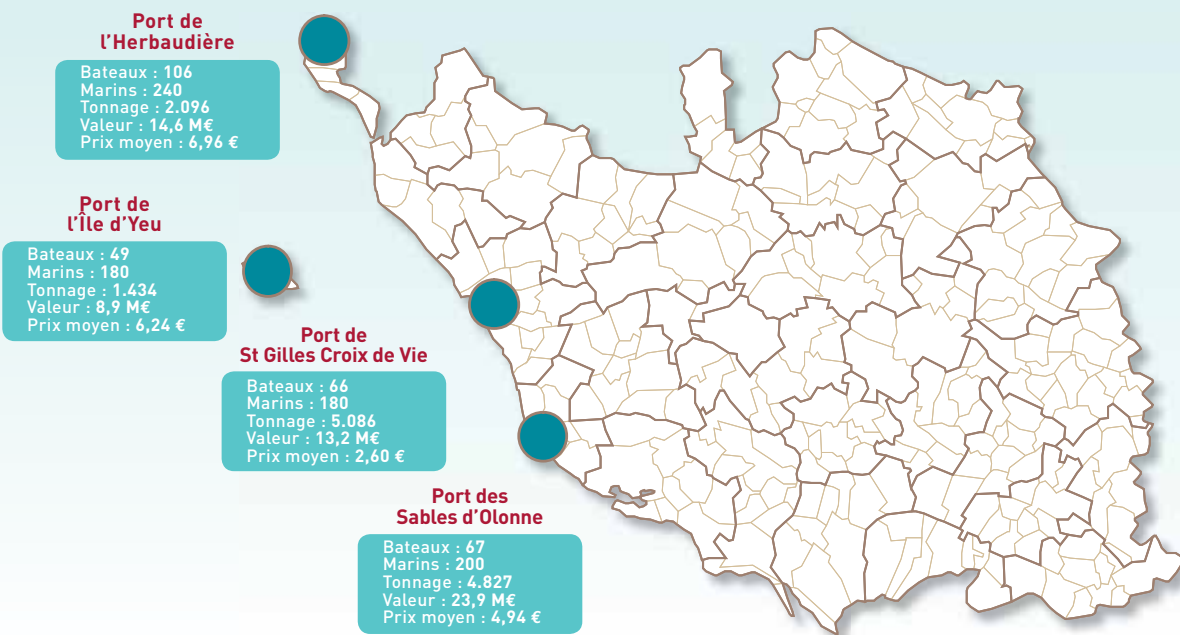 Port de
l'Herbaudière
Bateaux : 106
Marins : 240
Tonnage : 2.096
Valeur : 14,6 M€
Prix moyen : 6,96 €
Port de
l'Île d'Yeu
Bateaux : 49
Marins : 180
Tonnage : 1.434
Valeur : 8,9 M€
Prix moyen : 6,24 €
Port de
St Gilles Croix de Vie
Bateaux : 66
Marins : 180
Tonnage : 5.086
Valeur : 13,2 M€
Prix moyen : 2,60 €
Port des
Sables d'Olonne
Bateaux : 67
Marins : 200
Tonnage : 4.827
Valeur : 23,9 M€
Prix moyen : 4,94 €